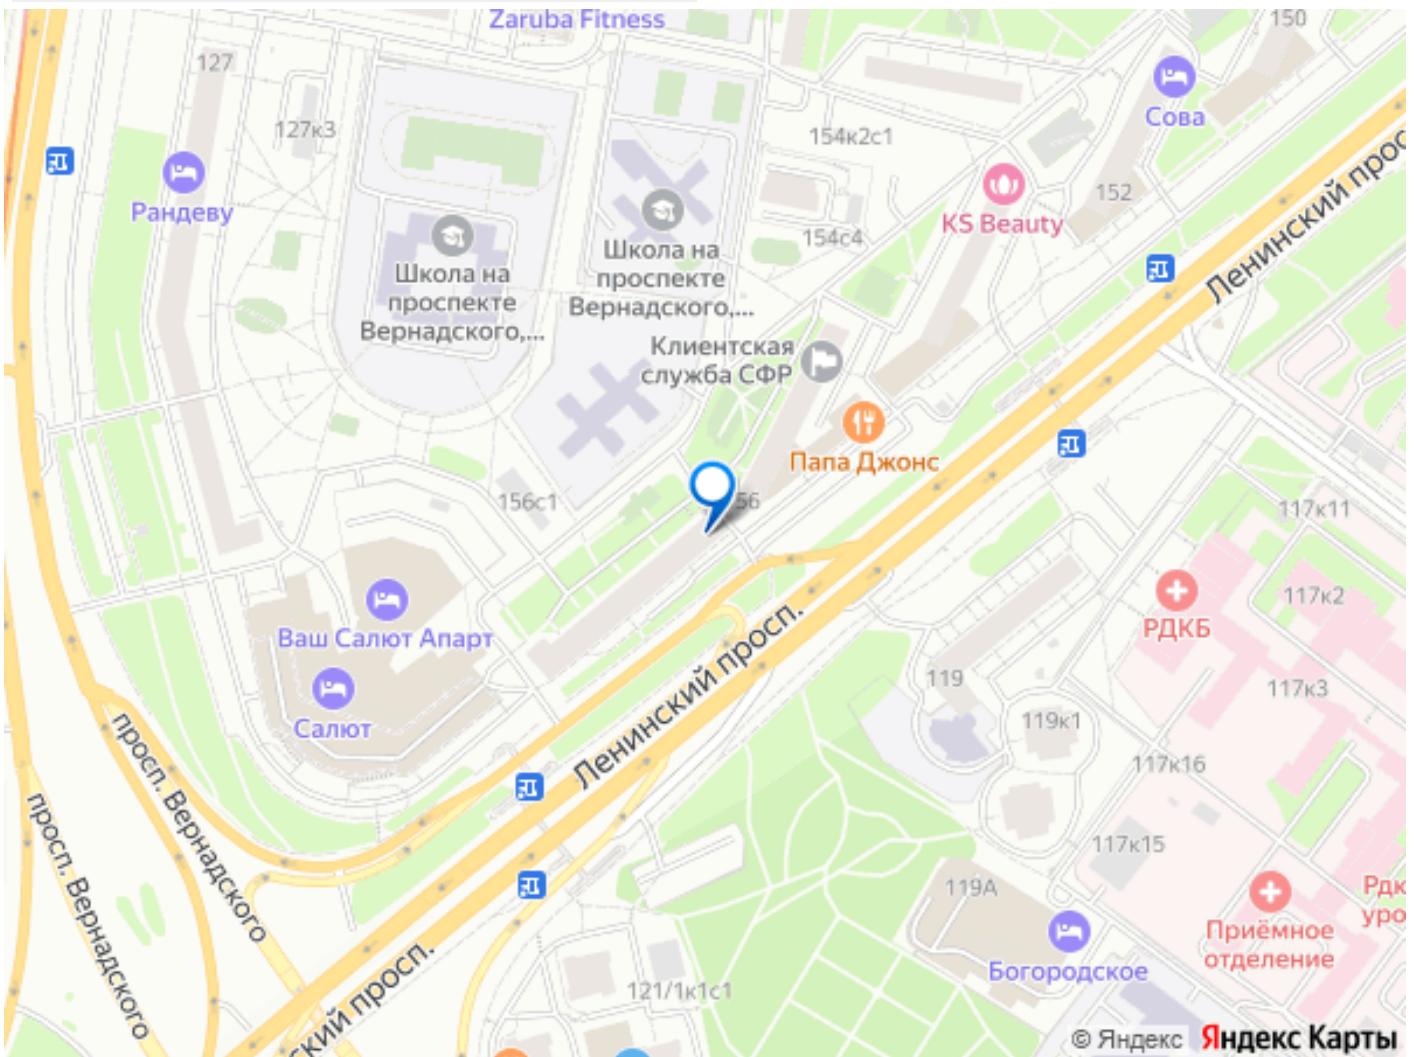 Zaruba Fitness
150
127
Сова
127к3
154к2с1
152
Рандеву
KS Beauty
154с4
Школа на
проспекте
Вернадского,...
Школа на
проспекте
Вернадского,...
Ленинский прос
Клиентская
служба СФР
Папа Джонс
156с1
56
117к11
117к2
РДКБ
Ваш Салют Апарт
Салют
Ленинский просп.
119
117к3
119к1
117к16
просп. Вернадского
просп. Вернадского
117к15
119А
Рдк
уро
Приёмное
отделение
Богородское
121/1к1с1
ский просп.
© Яндекс Яндекс Карты